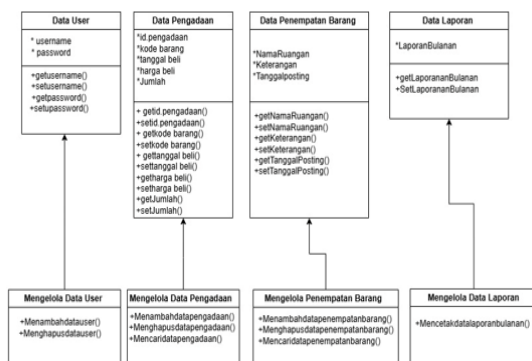 Data User
* username
* password
+getusername()
+setusername()
+getpassword()
+setupassword()
Data Pengadaan
*id.pengadaan
*kode barang
*tanggal beli
*harga beli
*Jumlah
+ getid.pengadaan()
+setid.pengadaan()
+ getkode barang()
+setkode barang()
+ gettanggal beli()
+settanggal beli()
+getharga beli()
+setharga beli()
+getJumlah()
+setJumlah()
Data Penempatan Barang
*NamaRuangan
*Keterangan
*Tanggalposting
+getNamaRuangan()
+setNamaRuangan()
+getKeterangan()
+setKeterangan()
+getTanggalPosting()
+setTanggalPosting()
Data Laporan
*LaporanBulanan
+getLaporananBulanan
+SetLaporananBulanan
Mengelola Data User
+Menambahdatauser()
+Menghapusdatauser()
Mengelola Data Pengadaan
+Menambahdatapengadaan()
+Menghapusdatapengadaan()
+Mencaridatapengadaan()
Mengelola Penempatan Barang
+Menambahdatapenempatanbarang()
+Menghapusdatapenempatanbarang()
+Mencaridatapenempatanbarang()
Mengelola Data Laporan
+Mencetakdatalaporanbulanan()